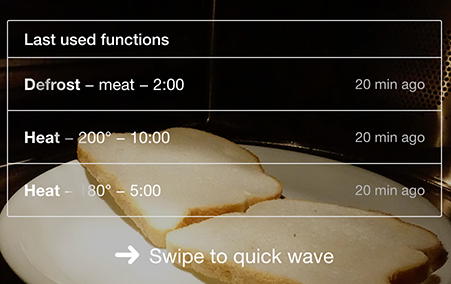 Last used functions
Defrost – meat – 2:00 20 min ago
Heat – 200° – 10:00 20 min ago
Heat – 180° – 5:00 20 min ago
➔ Swipe to quick wave